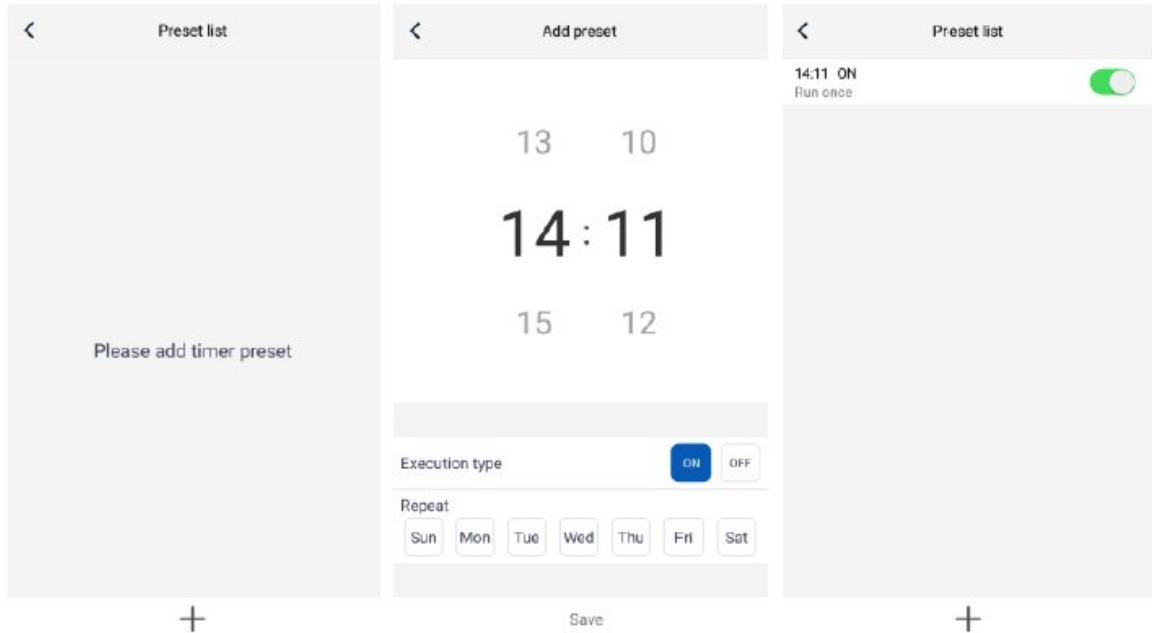 Preset list
Please add timer preset
+
Add preset
13 10
14 : 11
15 12
Execution type ON OFF
Repeat
Sun Mon Tue Wed Thu Fri Sat
Save
Preset list
14:11 ON
Run once
+